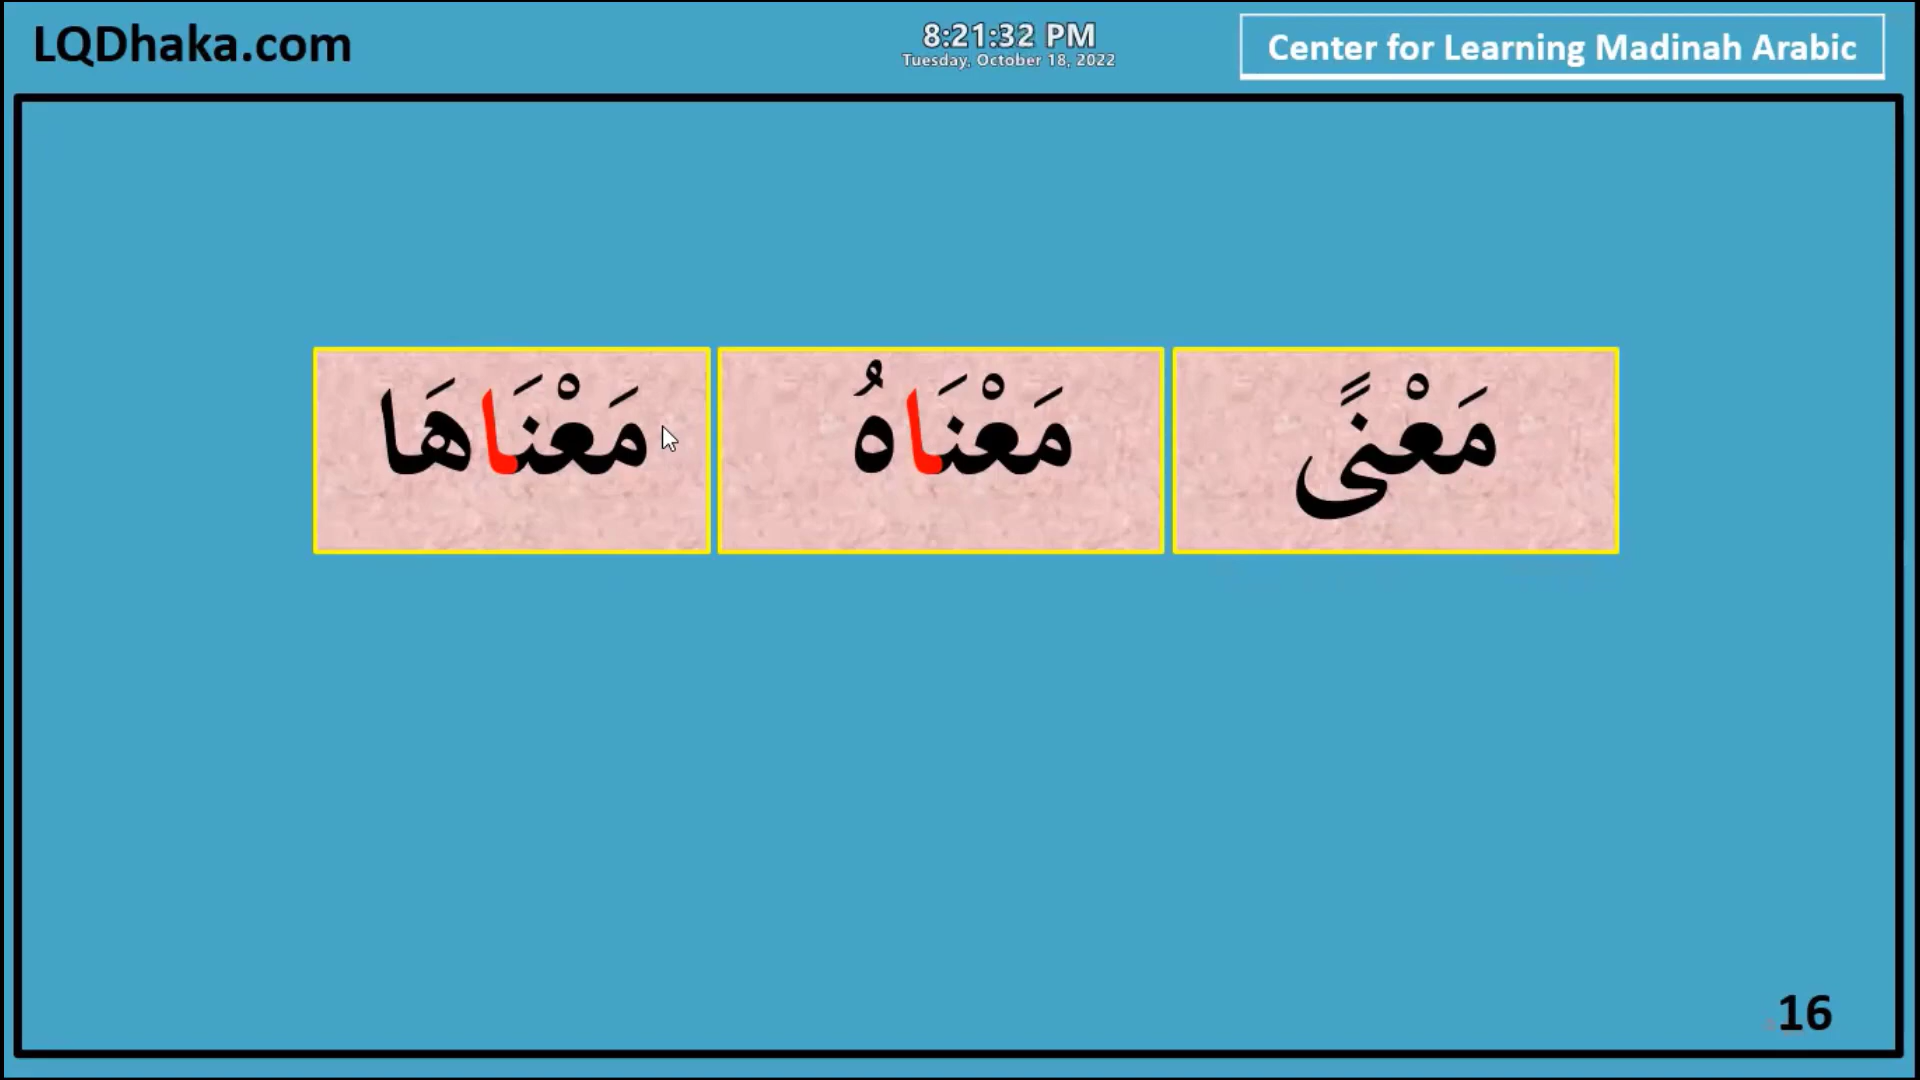 LQDhaka.com
8:21:32 PM
Tuesday, October 18, 2022
Center for Learning Madinah Arabic
مَعْنًى مَعْنَاهُ مَعْنَاهَا
16